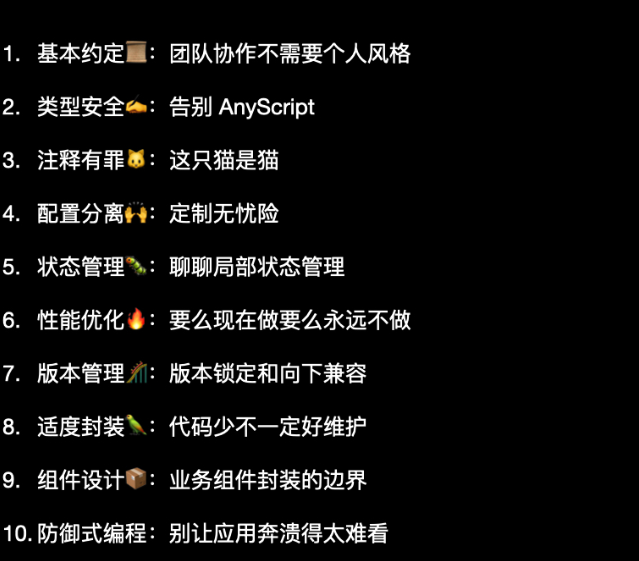 1. 基本约定📜：团队协作不需要个人风格
2. 类型安全✍️：告别 AnyScript
3. 注释有罪🐱：这只猫是猫
4. 配置分离🙌：定制无忧险
5. 状态管理🐛：聊聊局部状态管理
6. 性能优化🔥：要么现在做要么永远不做
7. 版本管理🎢：版本锁定和向下兼容
8. 适度封装🦜：代码少不一定好维护
9. 组件设计📦：业务组件封装的边界
10. 防御式编程：别让应用奔溃得太难看